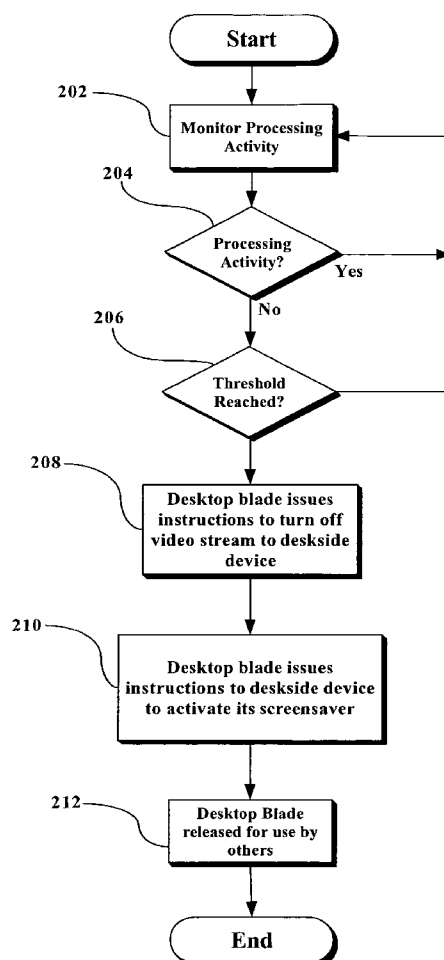 Start
202
Monitor Processing
Activity
204
Processing
Activity?
Yes
No
206
Threshold
Reached?
208
Desktop blade issues
instructions to turn off
video stream to deskside
device
210
Desktop blade issues
instructions to deskside device
to activate its screensaver
212
Desktop Blade
released for use by
others
End